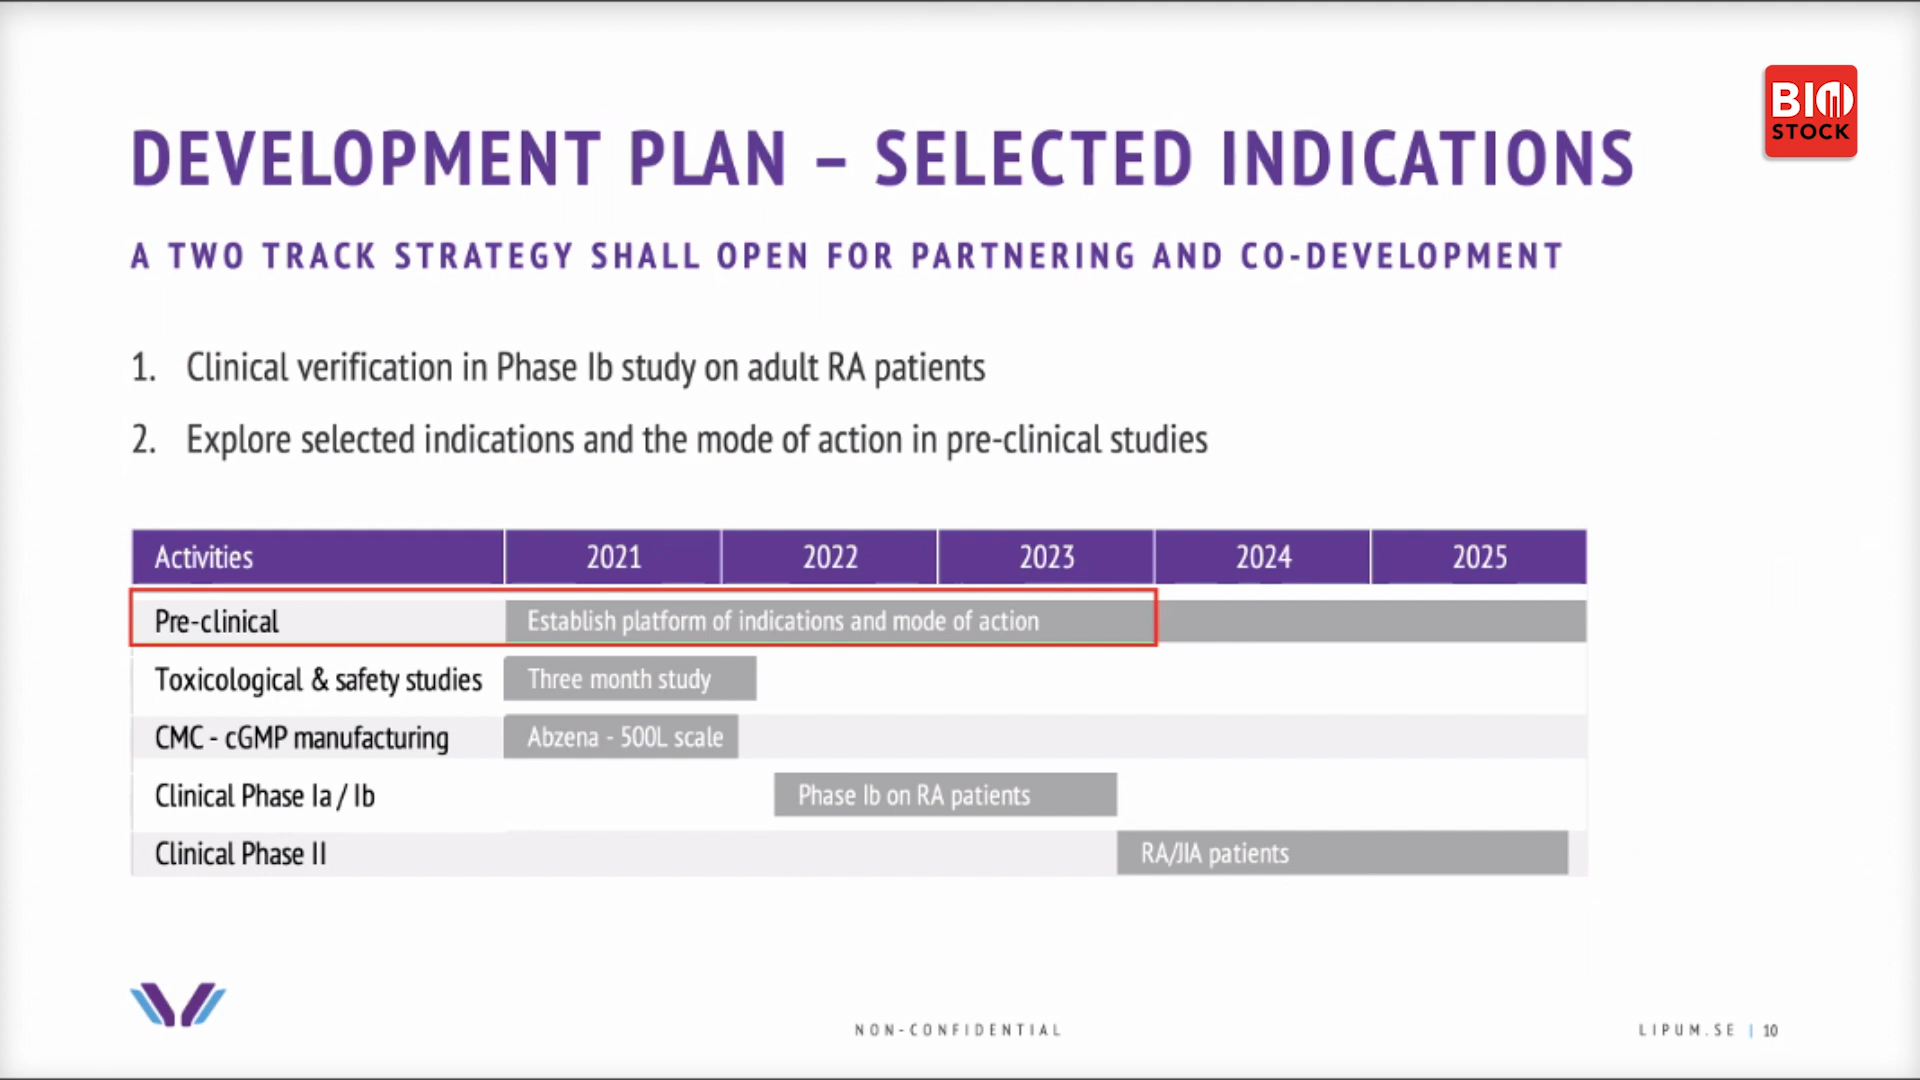 BIO
STOCK
DEVELOPMENT PLAN – SELECTED INDICATIONS
A TWO TRACK STRATEGY SHALL OPEN FOR PARTNERING AND CO-DEVELOPMENT
1. Clinical verification in Phase Ib study on adult RA patients
2. Explore selected indications and the mode of action in pre-clinical studies
Activities 2021 2022 2023 2024 2025
Pre-clinical Establish platform of indications and mode of action
Toxicological & safety studies Three month study
CMC - cGMP manufacturing Abzena - 500L scale
Clinical Phase Ia / Ib Phase Ib on RA patients
Clinical Phase II RA/JIA patients
NON-CONFIDENTIAL
LIPUM.SE | 10